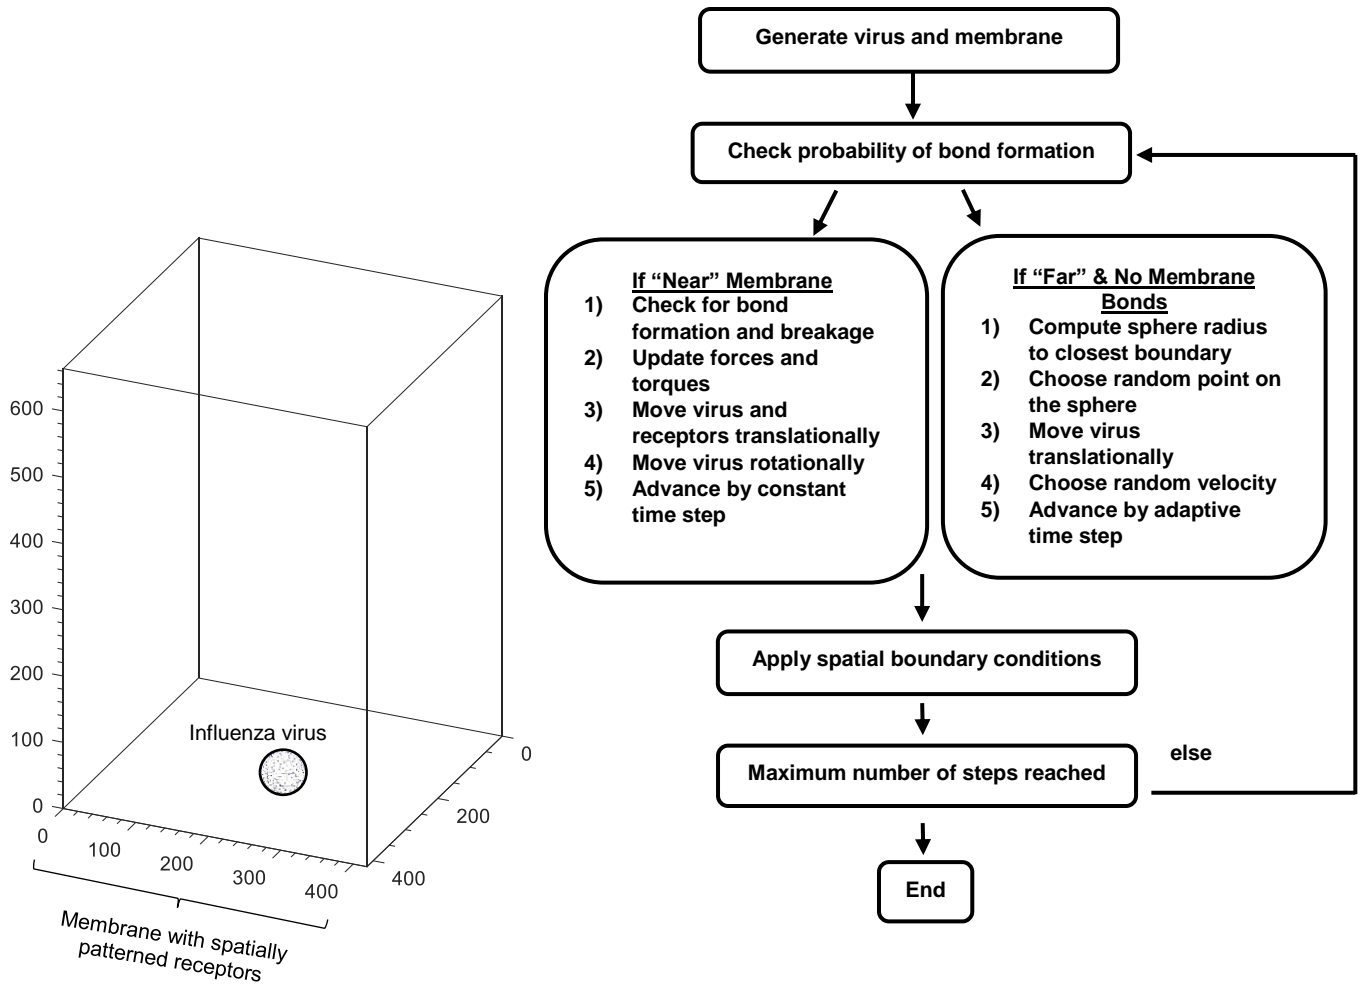 Generate virus and membrane
Check probability of bond formation
If “Near” Membrane
1) Check for bond
formation and breakage
2) Update forces and
torques
3) Move virus and
receptors translationally
4) Move virus rotationally
5) Advance by constant
time step
If “Far” & No Membrane
Bonds
1) Compute sphere radius
to closest boundary
2) Choose random point on
the sphere
3) Move virus
translationally
4) Choose random velocity
5) Advance by adaptive
time step
Apply spatial boundary conditions
Maximum number of steps reached
else
End
600
500
400
300
200
100
0
Influenza virus
0
100
200
300
400
0
200
400
Membrane with spatially
patterned receptors